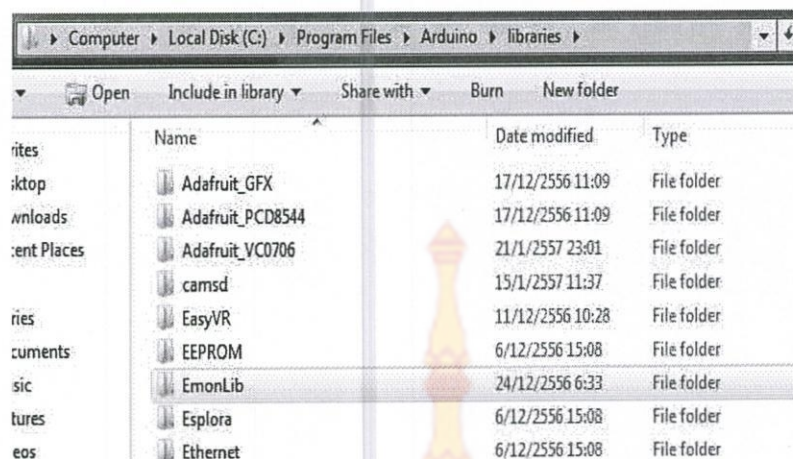 Computer Local Disk (C:) Program Files Arduino libraries
Open Include in library Share with Burn New folder
Name Date modified Type
rites
sktop Adafruit_GFX 17/12/2556 11:09 File folder
wnloads Adafruit_PCD8544 17/12/2556 11:09 File folder
cent Places Adafruit_VC0706 21/1/2557 23:01 File folder
camsd 15/1/2557 11:37 File folder
ries EasyVR 11/12/2556 10:28 File folder
cuments EEPROM 6/12/2556 15:08 File folder
sic EmonLib 24/12/2556 6:33 File folder
tures Esplora 6/12/2556 15:08 File folder
eos Ethernet 6/12/2556 15:08 File folder